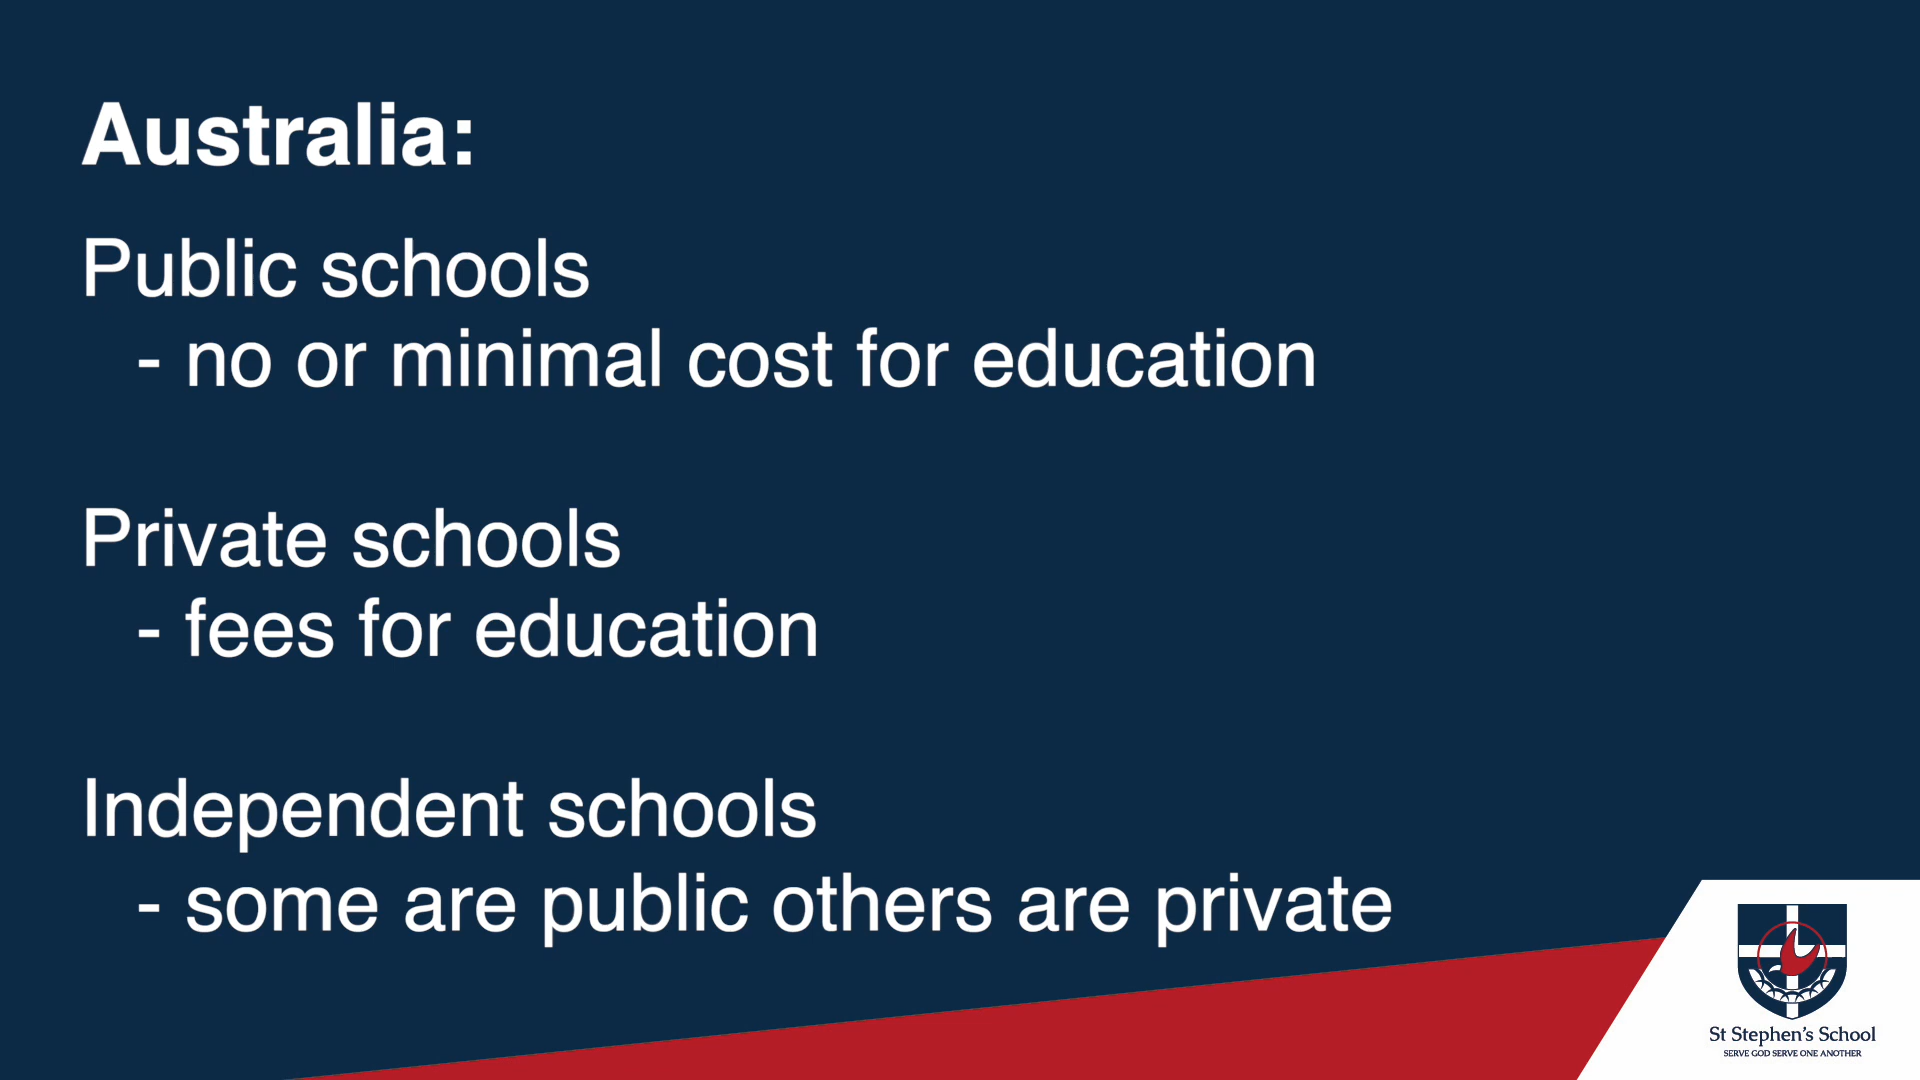 Australia:
Public schools
- no or minimal cost for education
Private schools
- fees for education
Independent schools
- some are public others are private
St Stephen's School
SERVE GOD SERVE ONE ANOTHER